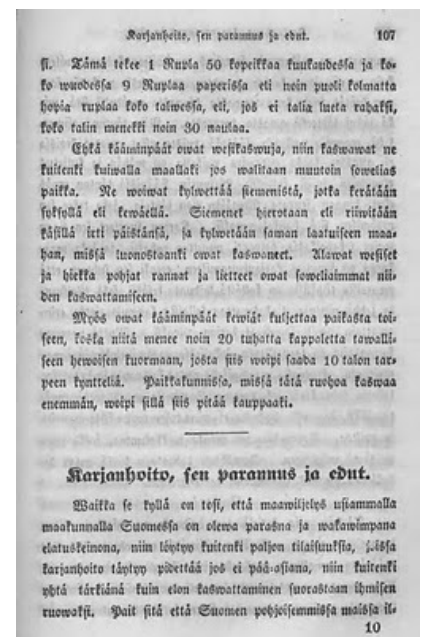 Karjanhoito, sen parannus ja edut. 107
si. Tämä tekee 1 Rupla 50 kopeikkaa kuukaudessa ja ko-
ko wuodessa 9 Ruplaa paperissa eli noin puoli kolmatta
hopia ruplaa koko talwessa, eli, jos ei talia lueta rahaksi,
koko talin menekki noin 30 naulaa.
Ehkä kääminpäät owat wesikaswuja, niin kaswawat ne
kuitenki kuiwalla maallaki jos walitaan muutoin sowelias
paikka. Ne woiwat kylwettää siemenistä, jotka kerätään
syksyllä eli kewäellä. Siemenet hierotaan eli riiwitään
käsillä irti päistänsä, ja kylwetään saman laatuiseen maa-
han, missä luonostaanki owat kaswaneet. Alawat wesiset
ja hiekka pohjat rannat ja lietteet owat soweliaimmat nii-
den kaswattamiseen.
Myös owat kääminpäät kewiät kuljettaa paikasta toi-
seen, koska niitä menee noin 20 tuhatta kappaletta tawalli-
seen hewoisen kuormaan, josta siis woipi saada 10 talon tar-
peen kyntteliä. Paikkakunnissa, missä tätä ruohoa kaswaa
enemmän, woipi sillä siis pitää kauppaaki.
Karjanhoito, sen parannus ja edut.
Waikka se kyllä on tosi, että maawiljelys usiammalla
maakunnalla Suomessa on olewa parasna ja wakawimpana
elatuskeinona, niin löytyy kuitenki paljon tilaisuuksia, joissa
karjanhoito täytyy pidettää jos ei pää-asiana, niin kuitenki
yhtä tärkiänä kuin elon kaswattaminen suorastaan ihmisen
ruowaksi. Pait sitä että Suomen pohjoisemmissa maissa il-
10